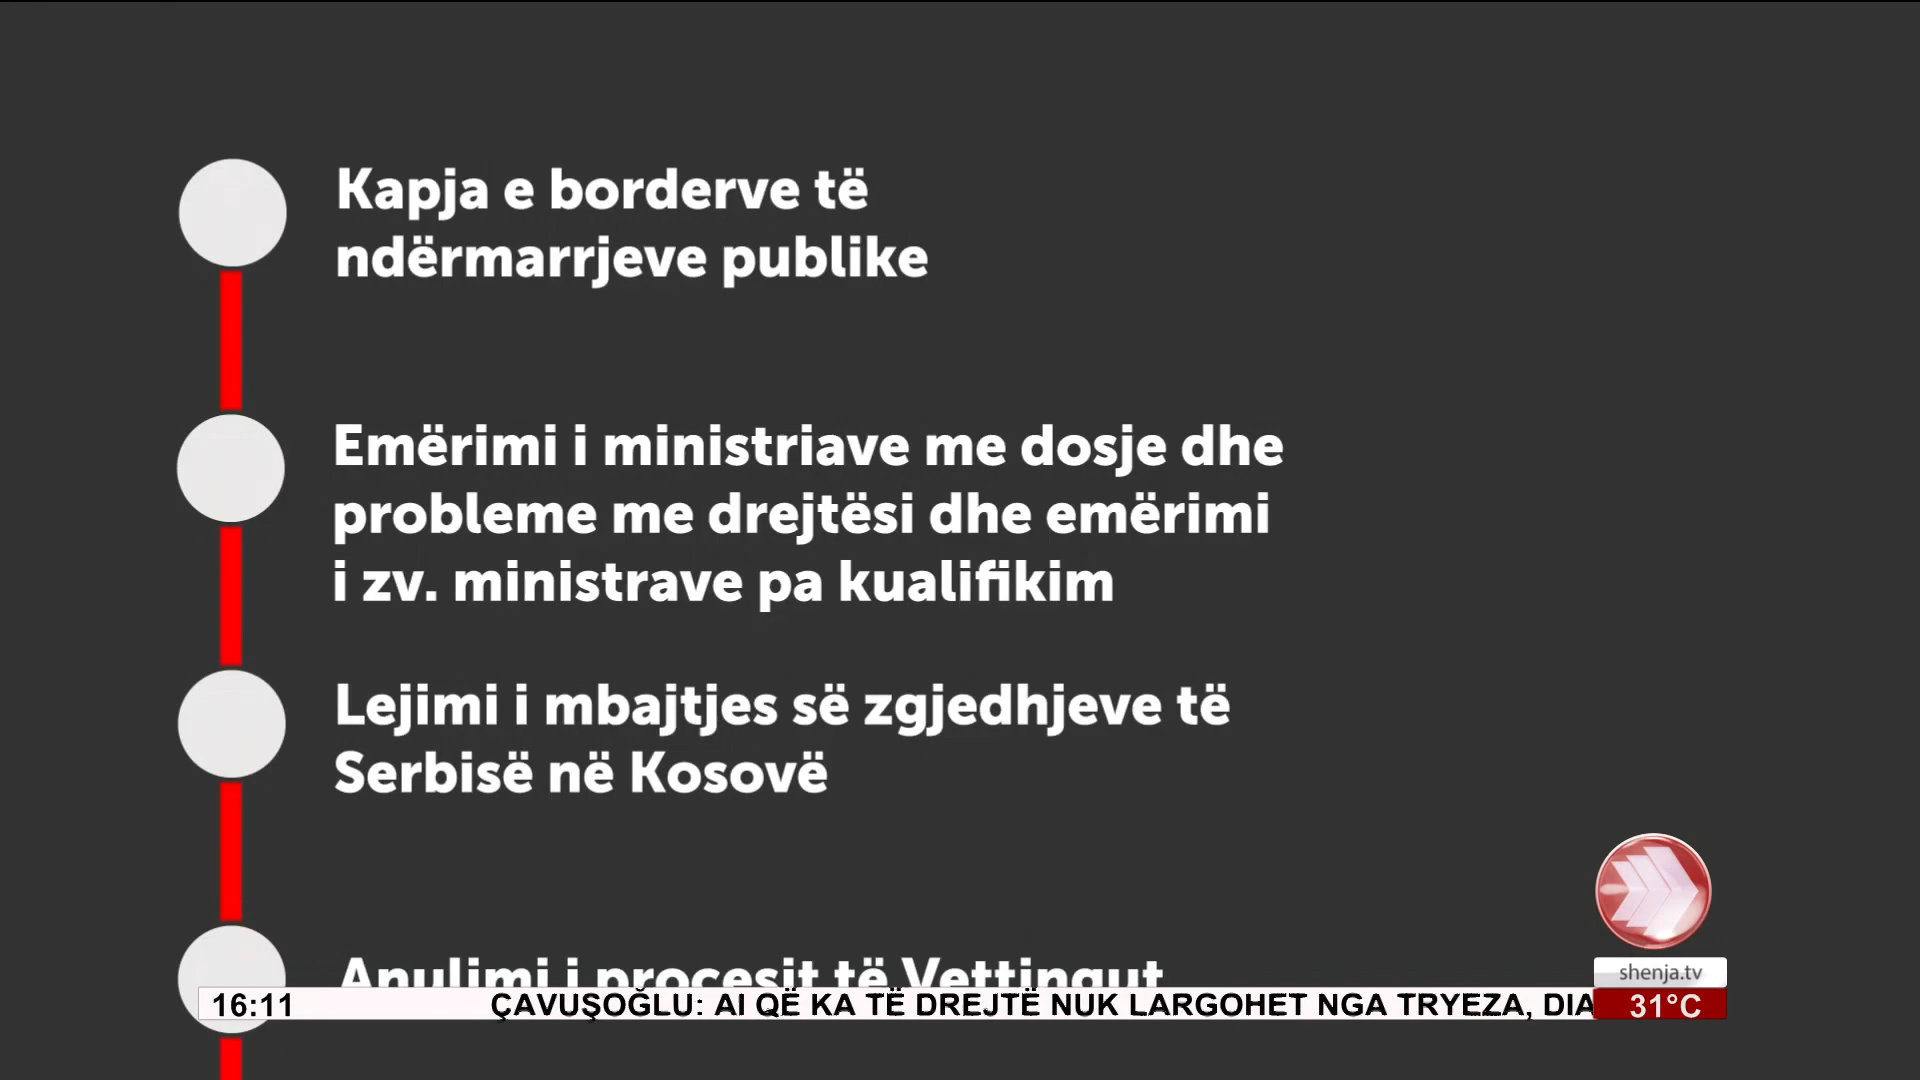 Kapja e borderve të
ndërmarrjeve publike
Emërimi i ministriave me dosje dhe
probleme me drejtësi dhe emërimi
i zv. ministrave pa kualifikim
Lejimi i mbajtjes së zgjedhjeve të
Serbisë në Kosovë
Anulimi i procesit të Vettingut
shenja.tv
16:11 ÇAVUŞOĞLU: AI QË KA TË DREJTË NUK LARGOHET NGA TRYEZA, DIA 31°C